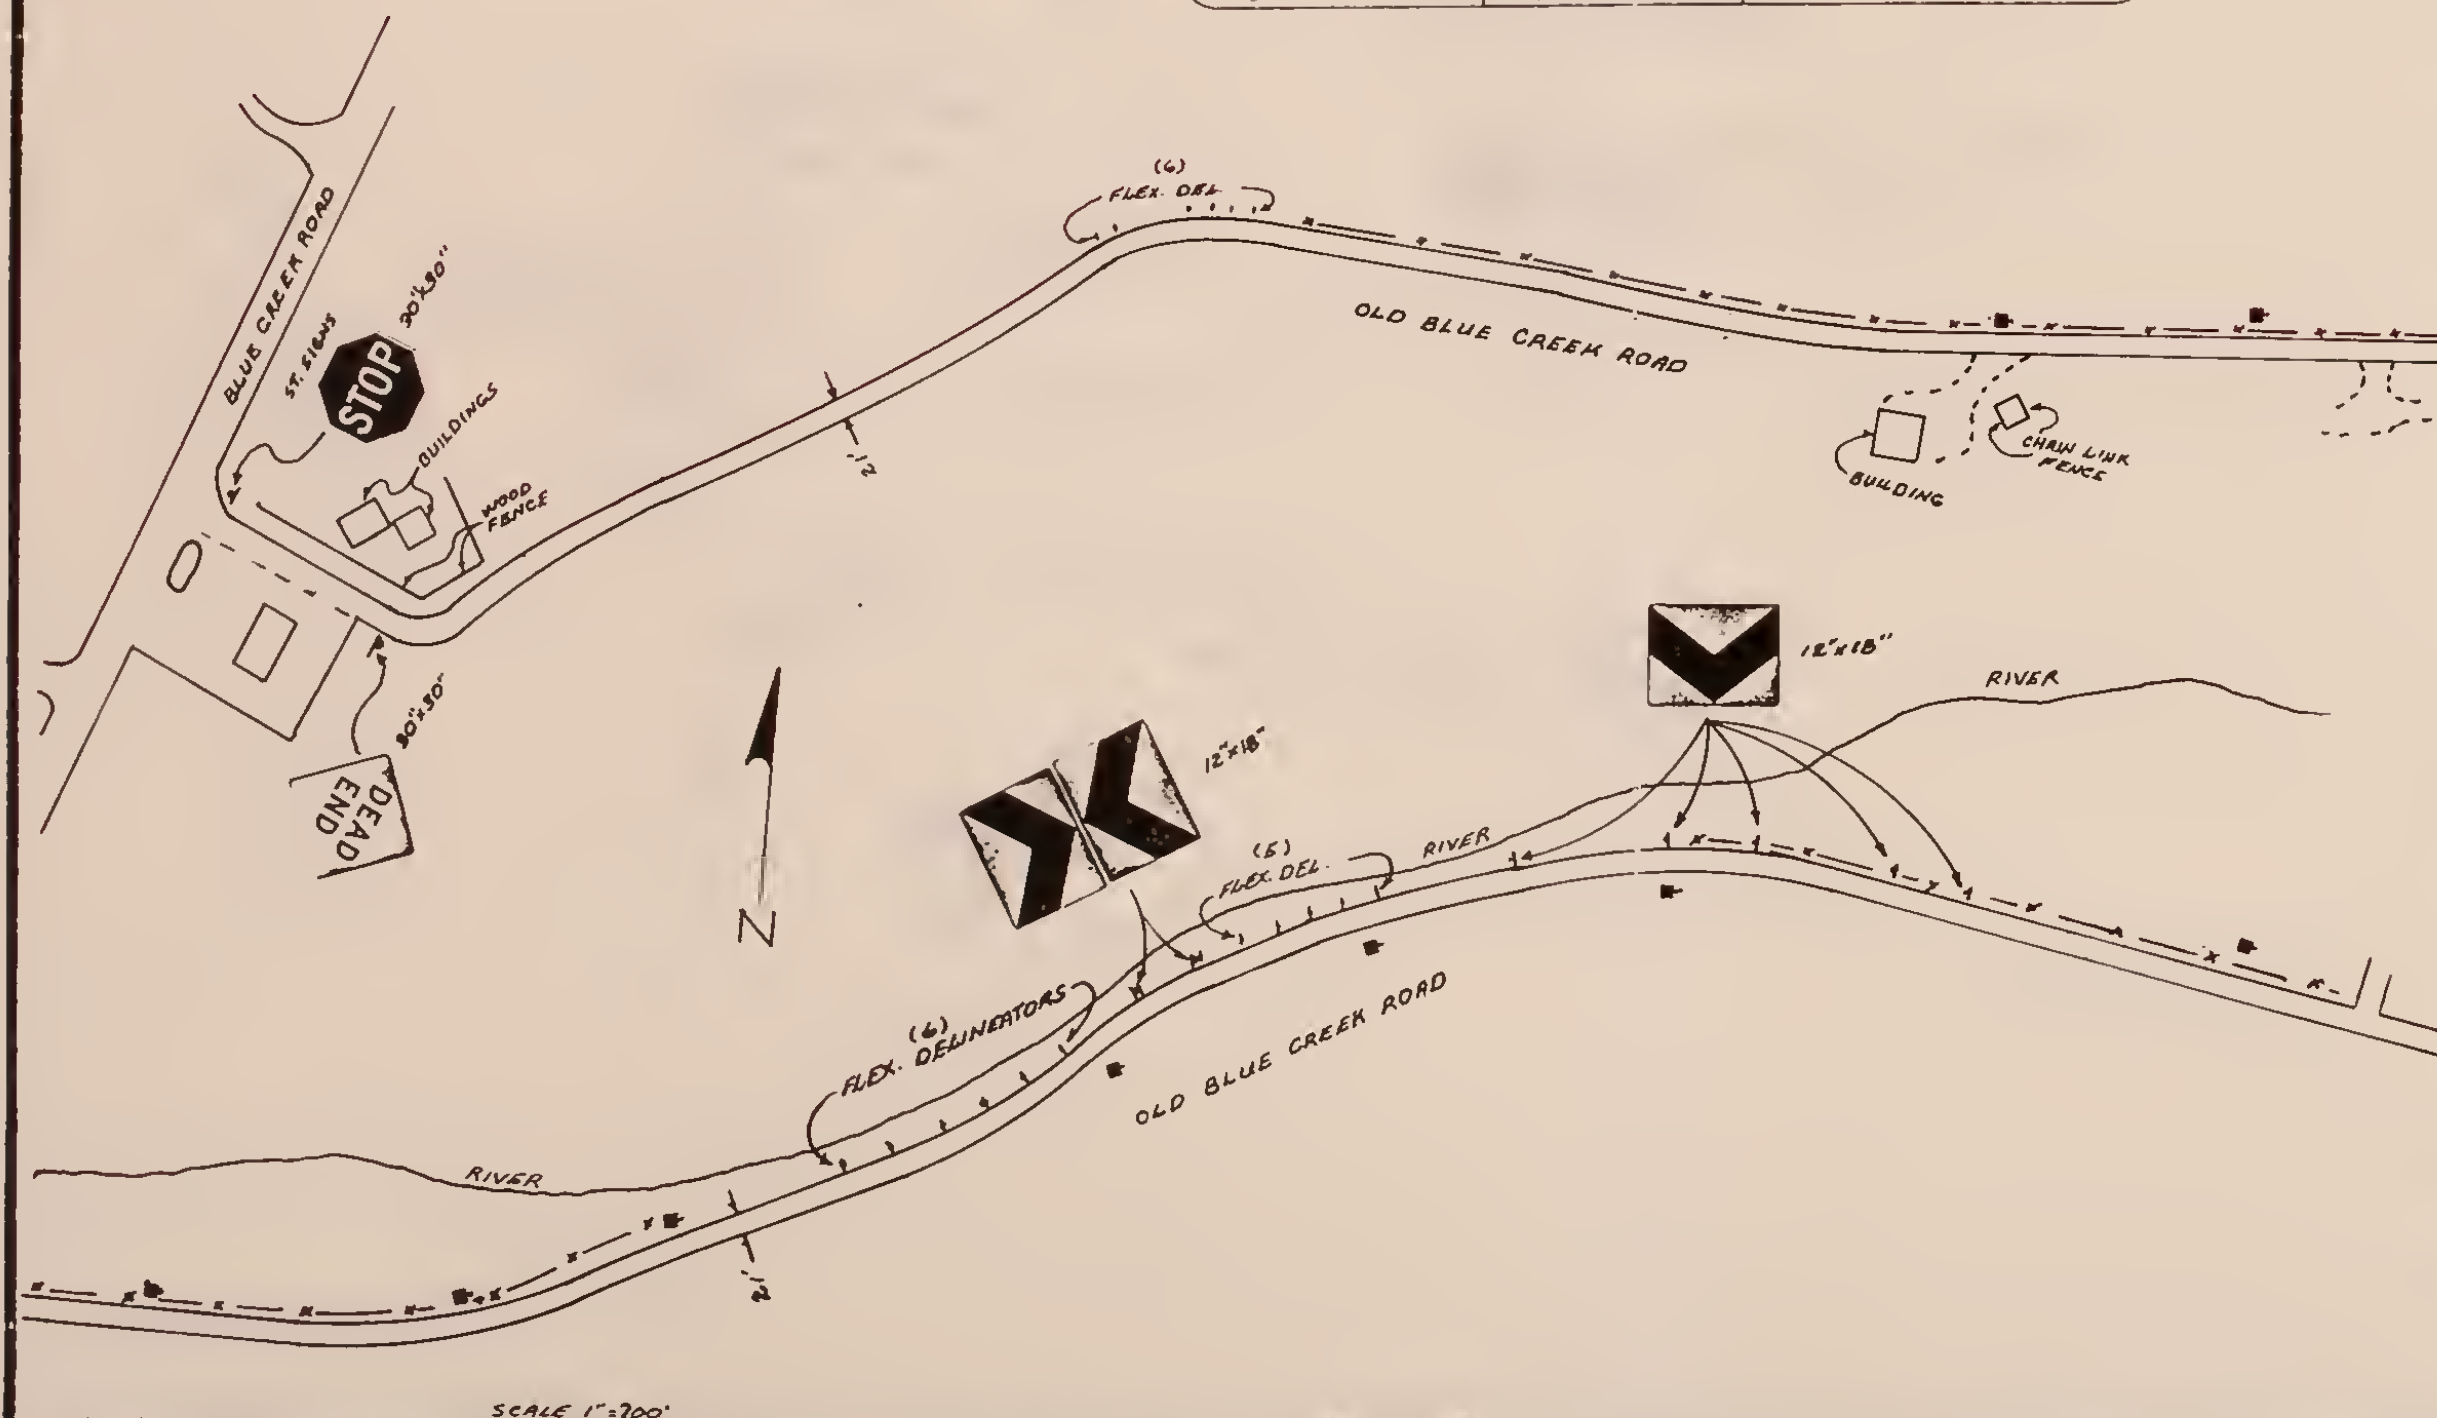 (6)
FLEX. DEL.
BLUE CREEK ROAD
ST. SIGNS
30"x30"
STOP
BUILDINGS
WOOD
FENCE
OLD BLUE CREEK ROAD
BUILDING
CHAIN LINK
FENCE
30"x30"
DEAD
END
N
12"x18"
12"x18"
RIVER
(5)
FLEX. DEL.
RIVER
(6)
FLEX. DELINEATORS
OLD BLUE CREEK ROAD
RIVER
21'
SCALE 1"=200'